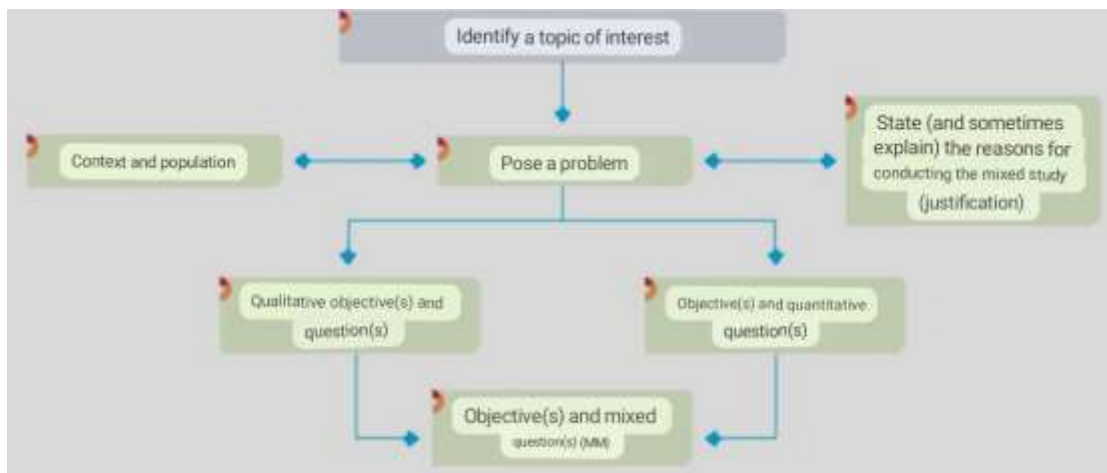 Identify a topic of interest
Context and population
Pose a problem
State (and sometimes
explain) the reasons for
conducting the mixed study
(justification)
Qualitative objective(s) and
question(s)
Objective(s) and quantitative
question(s)
Objective(s) and mixed
question(s) (MM)